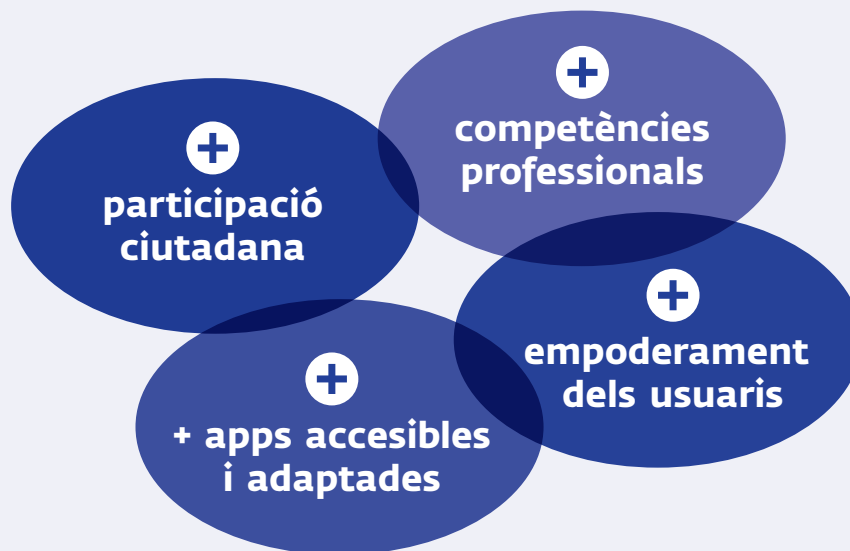 +
competències
professionals
+
participació
ciutadana
+
empoderament
dels usuaris
+
+ apps accesibles
i adaptades